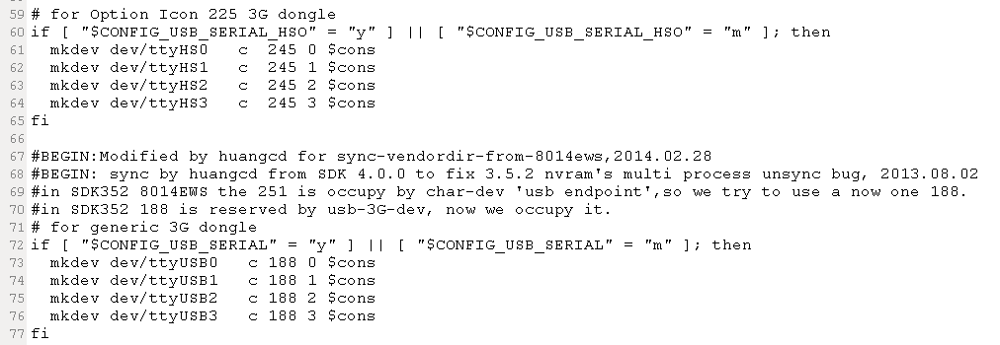 59 # for Option Icon 225 3G dongle
60 if [ "$CONFIG_USB_SERIAL_HSO" = "y" ] || [ "$CONFIG_USB_SERIAL_HSO" = "m" ]; then
61   mkdev dev/ttyHS0   c  245 0 $cons
62   mkdev dev/ttyHS1   c  245 1 $cons
63   mkdev dev/ttyHS2   c  245 2 $cons
64   mkdev dev/ttyHS3   c  245 3 $cons
65 fi
66
67 #BEGIN:Modified by huangcd for sync-vendordir-from-8014ews,2014.02.28
68 #BEGIN: sync by huangcd from SDK 4.0.0 to fix 3.5.2 nvram's multi process unsync bug, 2013.08.02
69 #in SDK352 8014EWS the 251 is occupy by char-dev 'usb endpoint',so we try to use a now one 188.
70 #in SDK352 188 is reserved by usb-3G-dev, now we occupy it.
71 # for generic 3G dongle
72 if [ "$CONFIG_USB_SERIAL" = "y" ] || [ "$CONFIG_USB_SERIAL" = "m" ]; then
73   mkdev dev/ttyUSB0   c 188 0 $cons
74   mkdev dev/ttyUSB1   c 188 1 $cons
75   mkdev dev/ttyUSB2   c 188 2 $cons
76   mkdev dev/ttyUSB3   c 188 3 $cons
77 fi